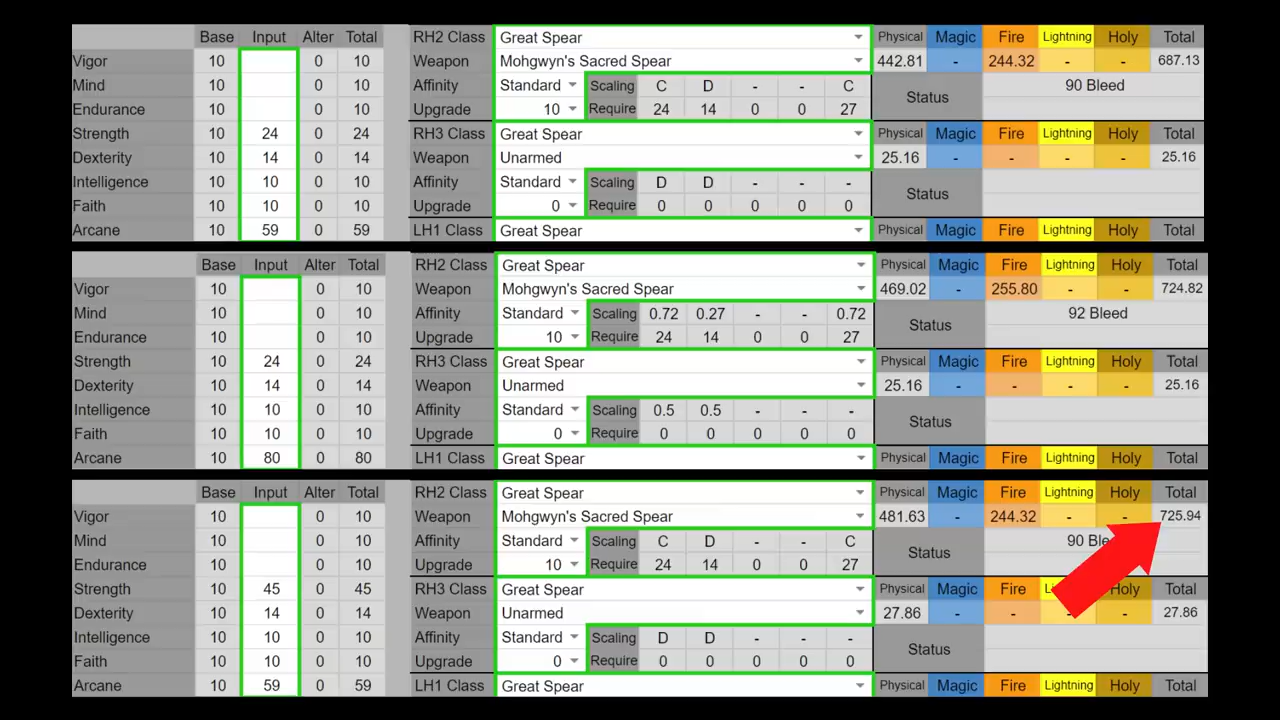 Base Input Alter Total RH2 Class Great Spear Physical Magic Fire Lightning Holy Total
Vigor 10 0 10 Weapon Mohgwyn's Sacred Spear 442.81 - 244.32 - - 687.13
Mind 10 0 10 Affinity Standard Scaling C D - - C Status 90 Bleed
Endurance 10 0 10 Upgrade 10 Require 24 14 0 0 27
Strength 10 24 0 24 RH3 Class Great Spear Physical Magic Fire Lightning Holy Total
Dexterity 10 14 0 14 Weapon Unarmed 25.16 - - - - 25.16
Intelligence 10 10 0 10 Affinity Standard Scaling D D - - - Status
Faith 10 10 0 10 Upgrade 0 Require 0 0 0 0 0
Arcane 10 59 0 59 LH1 Class Great Spear Physical Magic Fire Lightning Holy Total
Base Input Alter Total RH2 Class Great Spear Physical Magic Fire Lightning Holy Total
Vigor 10 0 10 Weapon Mohgwyn's Sacred Spear 469.02 - 255.80 - - 724.82
Mind 10 0 10 Affinity Standard Scaling 0.72 0.27 - - 0.72 Status 92 Bleed
Endurance 10 0 10 Upgrade 10 Require 24 14 0 0 27
Strength 10 24 0 24 RH3 Class Great Spear Physical Magic Fire Lightning Holy Total
Dexterity 10 14 0 14 Weapon Unarmed 25.16 - - - - 25.16
Intelligence 10 10 0 10 Affinity Standard Scaling 0.5 0.5 - - - Status
Faith 10 10 0 10 Upgrade 0 Require 0 0 0 0 0
Arcane 10 80 0 80 LH1 Class Great Spear Physical Magic Fire Lightning Holy Total
Base Input Alter Total RH2 Class Great Spear Physical Magic Fire Lightning Holy Total
Vigor 10 0 10 Weapon Mohgwyn's Sacred Spear 481.63 - 244.32 - - 725.94
Mind 10 0 10 Affinity Standard Scaling C D - - C Status 90
Endurance 10 0 10 Upgrade 10 Require 24 14 0 0 27
Strength 10 45 0 45 RH3 Class Great Spear Physical Magic Fire Lightning Holy Total
Dexterity 10 14 0 14 Weapon Unarmed 27.86 - - - - 27.86
Intelligence 10 10 0 10 Affinity Standard Scaling D D - - - Status
Faith 10 10 0 10 Upgrade 0 Require 0 0 0 0 0
Arcane 10 59 0 59 LH1 Class Great Spear Physical Magic Fire Lightning Holy Total